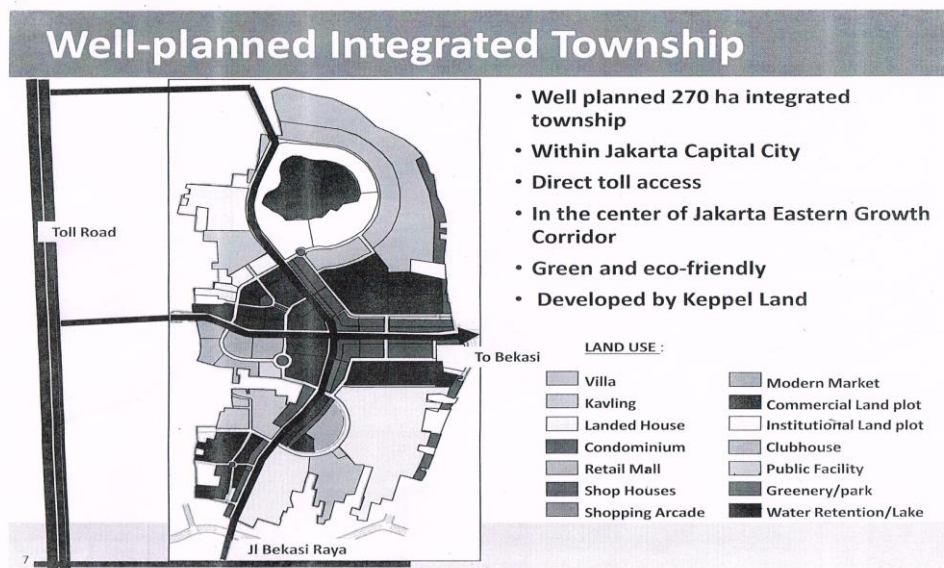 Well-planned Integrated Township
• Well planned 270 ha integrated
township
• Within Jakarta Capital City
• Direct toll access
• In the center of Jakarta Eastern Growth
Corridor
• Green and eco-friendly
• Developed by Keppel Land
Toll Road
To Bekasi
Jl Bekasi Raya
LAND USE :
Villa
Kavling
Landed House
Condominium
Retail Mall
Shop Houses
Shopping Arcade
Modern Market
Commercial Land plot
Institutional Land plot
Clubhouse
Public Facility
Greenery/park
Water Retention/Lake
7